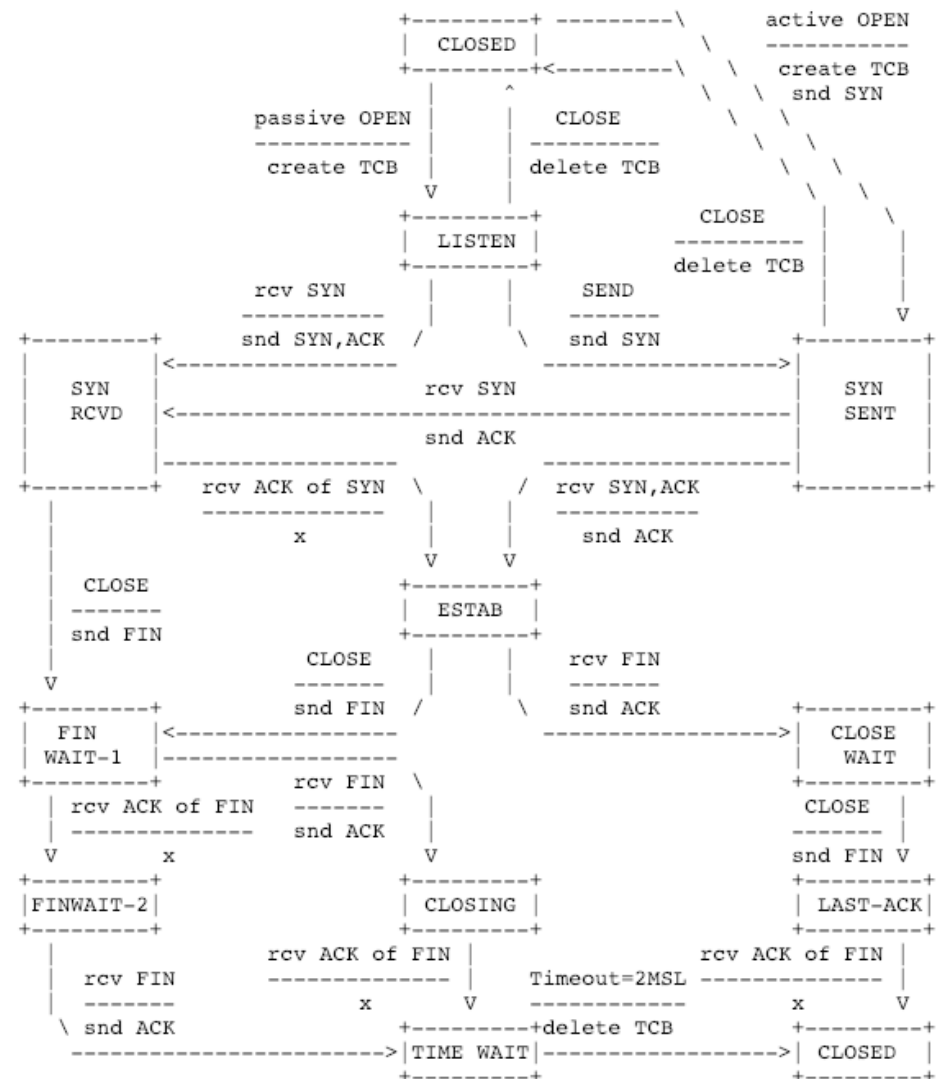 +---------+ ---------\      active OPEN
|  CLOSED |            \    -----------
+---------+<---------\   \   create TCB
|     ^              \   \  snd SYN
passive OPEN |     |   CLOSE        \   \
------------ |     | ----------       \   \
create TCB  |     | delete TCB         \   \
V     |                      \   \
+---------+            CLOSE    |    \
|  LISTEN |          ---------- |     |
+---------+          delete TCB |     |
rcv SYN      |     |     SEND              |     |
-----------   |     |    -------            |     V
+---------+      snd SYN,ACK  /       \   snd SYN          +---------+
|         |<-----------------           ------------------>|         |
|   SYN   |                    rcv SYN                     |   SYN   |
|   RCVD  |<-----------------------------------------------|   SENT  |
|         |                    snd ACK                     |         |
|         |------------------           -------------------|         |
+---------+   rcv ACK of SYN  \       /  rcv SYN,ACK       +---------+
|           --------------   |     |   -----------
|                  x         |     |     snd ACK
|                            V     V
|  CLOSE                   +---------+
| -------                  |  ESTAB  |
| snd FIN                  +---------+
|                   CLOSE    |     |    rcv FIN
V                  -------   |     |    -------
+---------+          snd FIN  /       \   snd ACK          +---------+
|  FIN    |<-----------------           ------------------>|  CLOSE  |
| WAIT-1  |------------------                              |   WAIT  |
+---------+          rcv FIN  \                            +---------+
| rcv ACK of FIN  -------   |                            CLOSE  |
| --------------  snd ACK   |                           ------- |
V        x                   V                           snd FIN V
+---------+                  +---------+                   +---------+
|FINWAIT-2|                  | CLOSING |                   | LAST-ACK|
+---------+                  +---------+                   +---------+
|                rcv ACK of FIN |                 rcv ACK of FIN |
|  rcv FIN       -------------- |    Timeout=2MSL -------------- |
|  -------              x       V    ------------        x       V
\ snd ACK                 +---------+delete TCB         +---------+
------------------------>|TIME WAIT|------------------>| CLOSED  |
+---------+                   +---------+